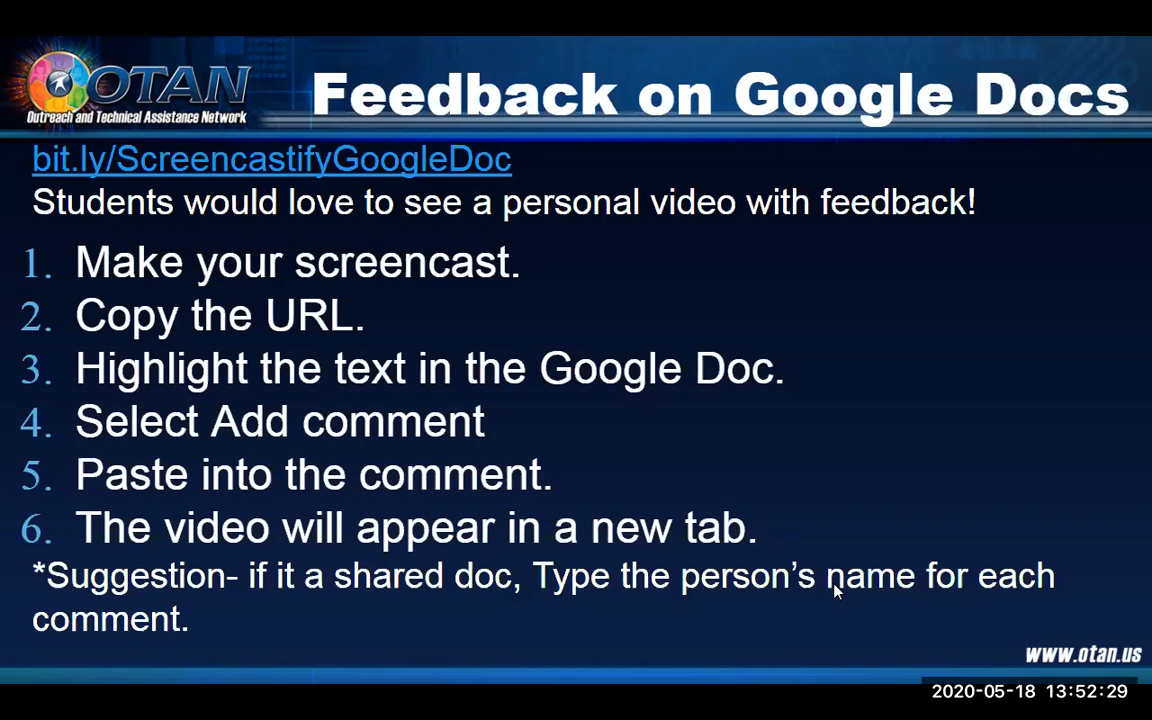 OTAN
Outreach and Technical Assistance Network
Feedback on Google Docs
bit.ly/ScreencastifyGoogleDoc
Students would love to see a personal video with feedback!
1. Make your screencast.
2. Copy the URL.
3. Highlight the text in the Google Doc.
4. Select Add comment
5. Paste into the comment.
6. The video will appear in a new tab.
*Suggestion- if it a shared doc, Type the person’s name for each
comment.
www.otan.us
2020-05-18 13:52:29